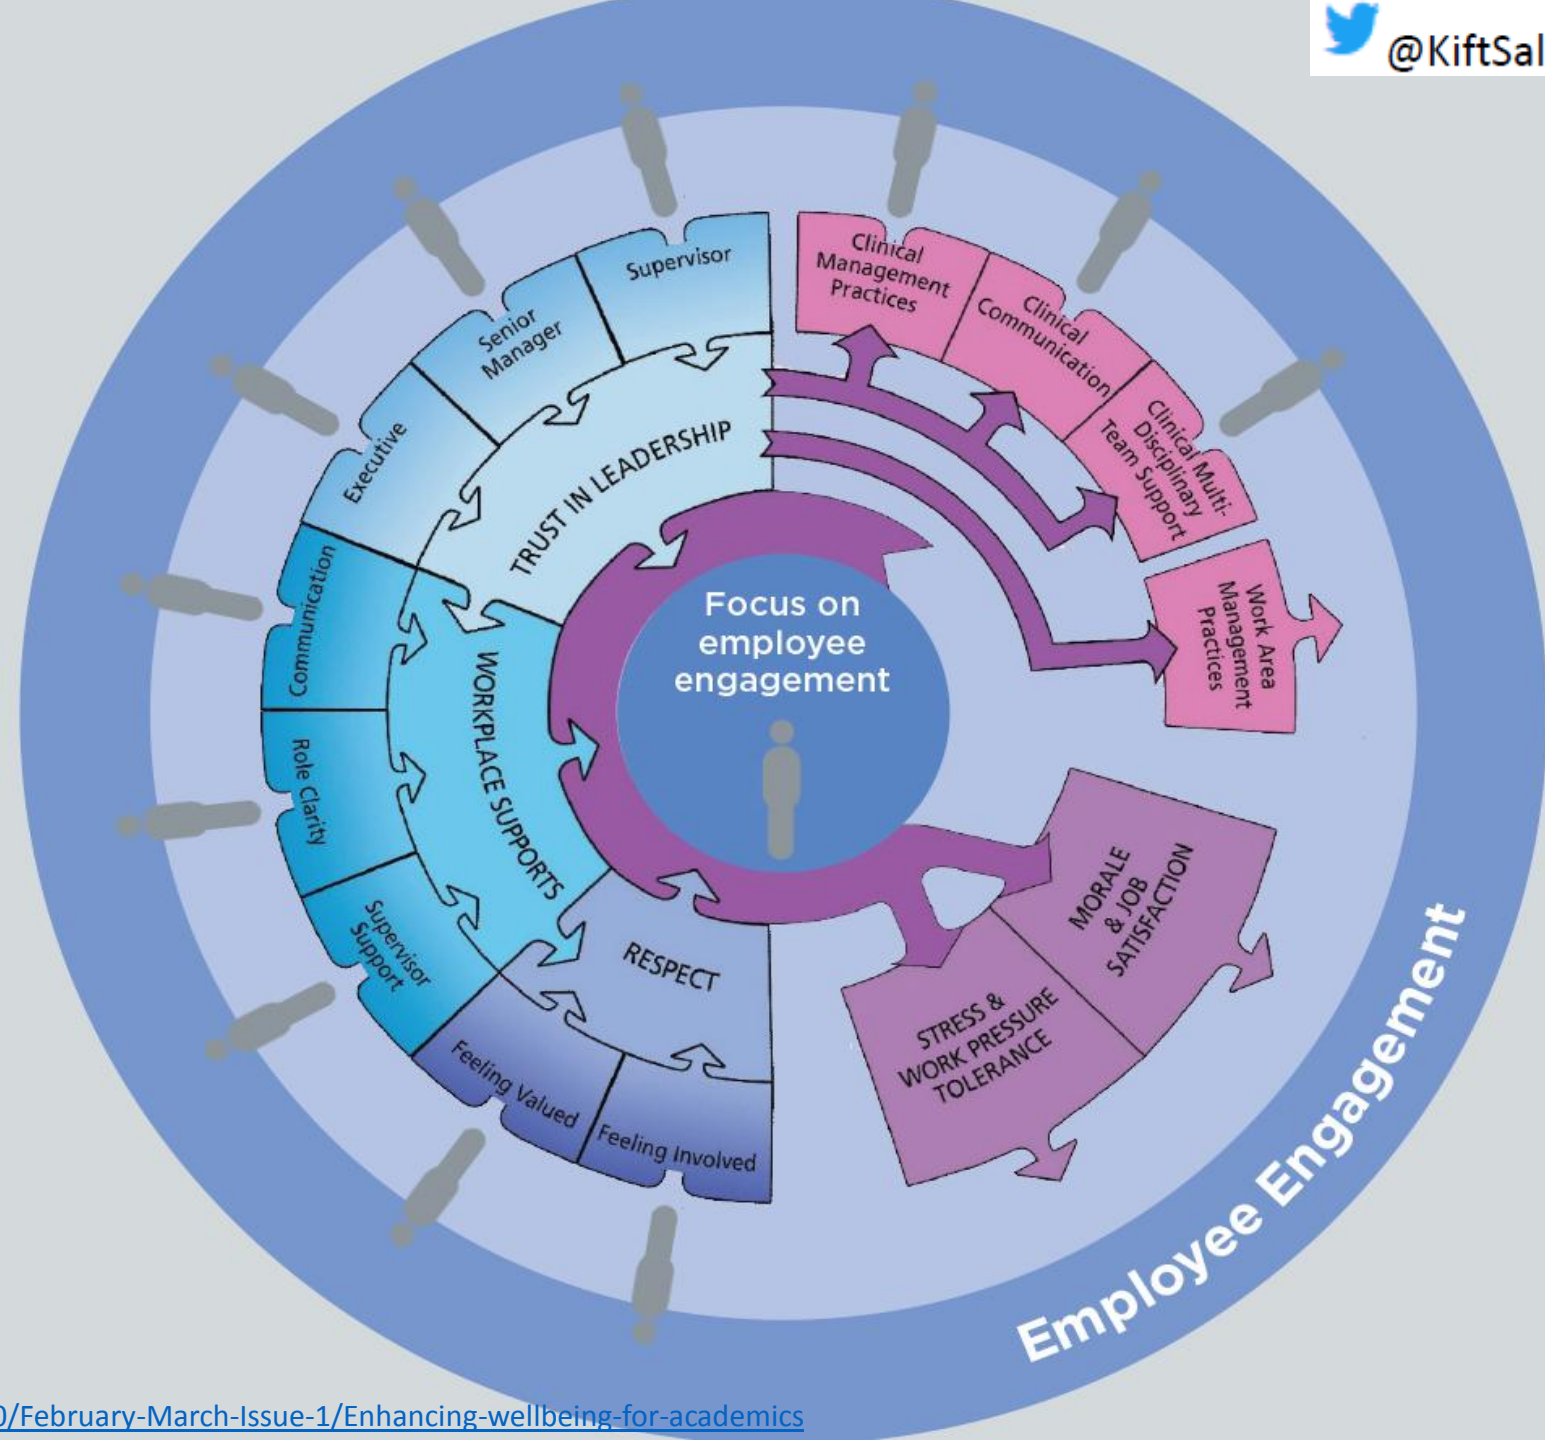 @KiftSal
Supervisor
Senior
Manager
Executive
TRUST IN LEADERSHIP
Communication
Role Clarity
Supervisor
Support
WORKPLACE SUPPORTS
Feeling Valued
Feeling Involved
RESPECT
Focus on
employee
engagement
Clinical
Management
Practices
Clinical
Communication
Clinical Multi-
Disciplinary
Team Support
Work Area
Management
Practices
MORALE
& JOB
SATISFACTION
STRESS &
WORK PRESSURE
TOLERANCE
Employee Engagement
0/February-March-Issue-1/Enhancing-wellbeing-for-academics